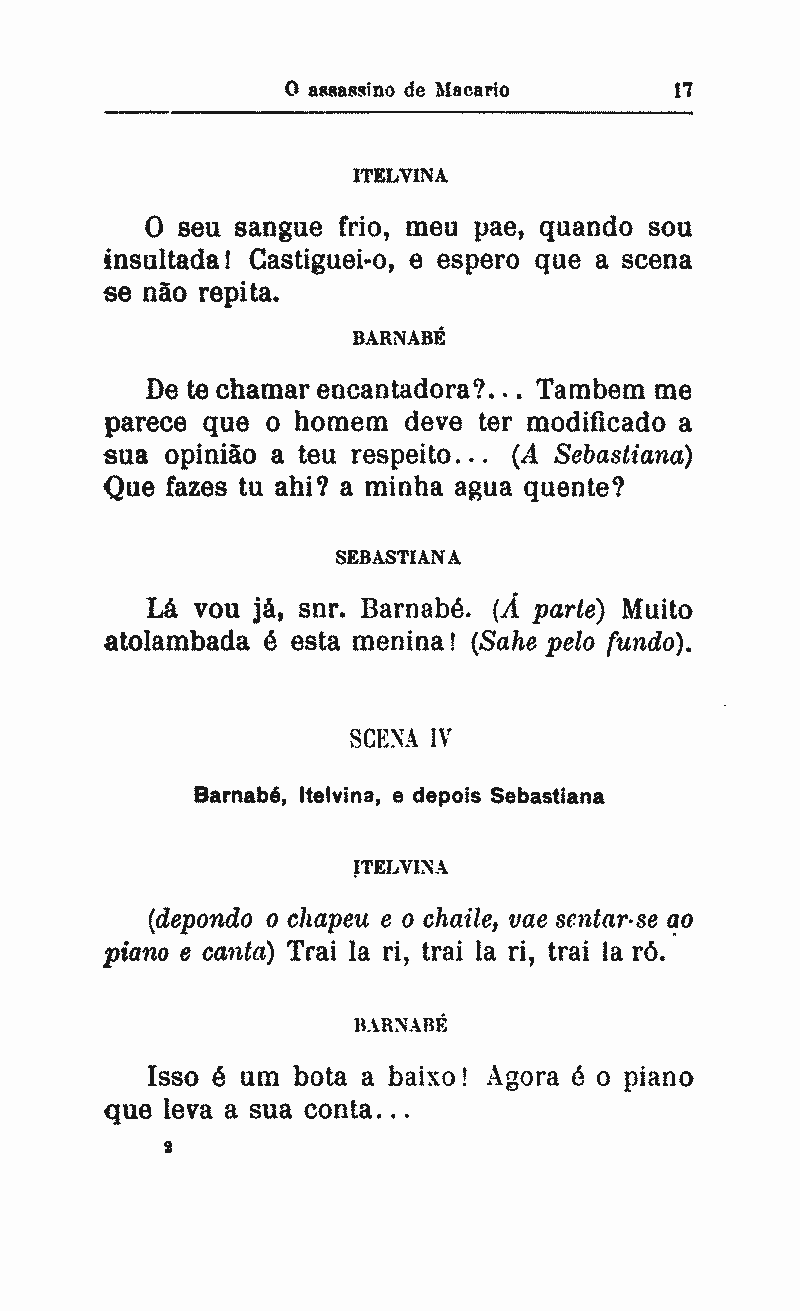 O assassino de Macario 17
ITELVINA
O seu sangue frio, meu pae, quando sou
insultada! Castiguei-o, e espero que a scena
se não repita.
BARNABÉ
De te chamar encantadora?... Tambem me
parece que o homem deve ter modificado a
sua opinião a teu respeito... (A Sebastiana)
Que fazes tu ahi? a minha agua quente?
SEBASTIANA
Lá vou já, snr. Barnabé. (Á parte) Muito
atolambada é esta menina! (Sahe pelo fundo).
SCENA IV
Barnabé, Itelvina, e depois Sebastiana
ITELVINA
(depondo o chapeu e o chaile, vae sentar-se ao
piano e canta) Trai la ri, trai la ri, trai la ró.
BARNABÉ
Isso é um bota a baixo! Agora é o piano
que leva a sua conta...
2